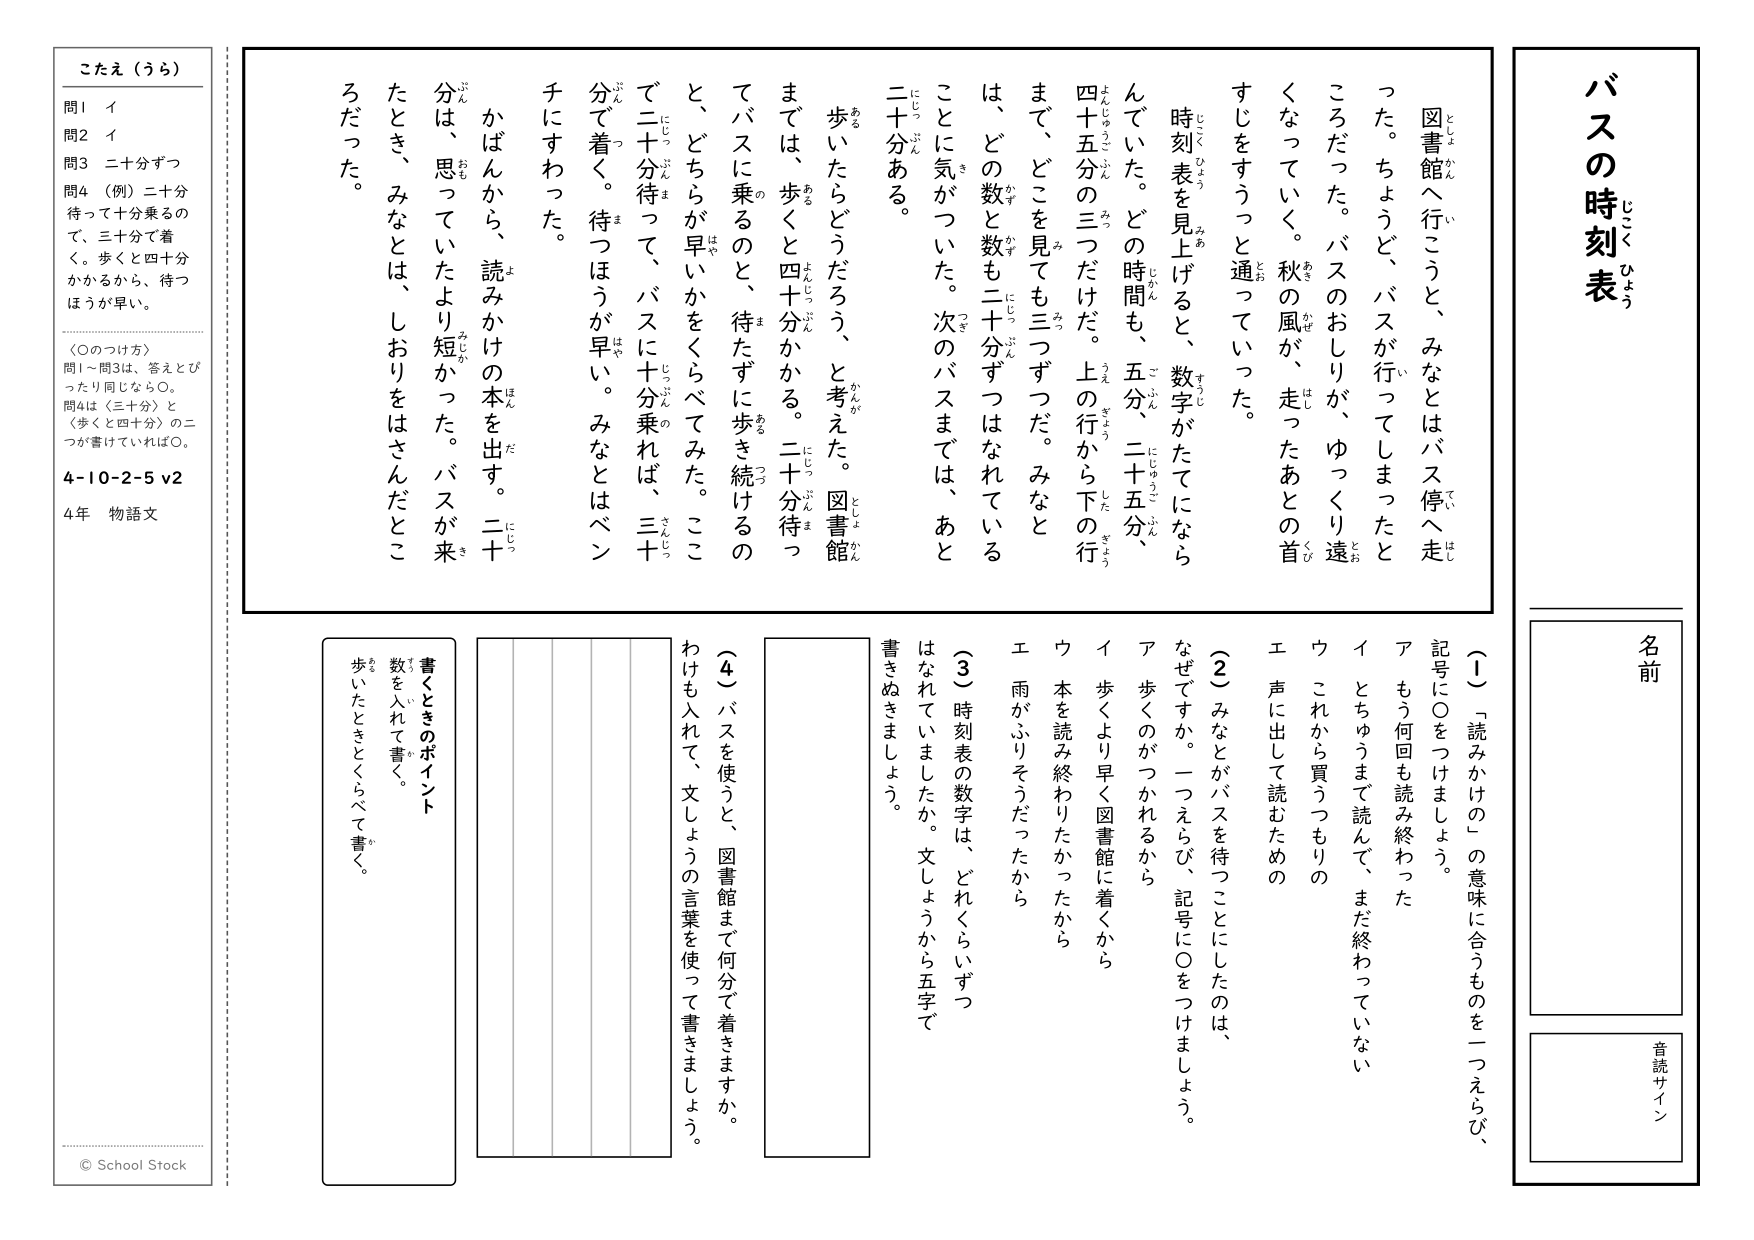 バスの時刻表
じこくひょう
名前
音読サイン
図書館へ行こうと、みなとはバス停へ走
った。ちょうど、バスが行ってしまったと
ころだった。バスのおしりが、ゆっくり遠
くなっていく。秋の風が、走ったあとの首
すじをすうっと通っていった。
時刻表を見上げると、数字がたてになら
んでいた。どの時間も、五分、二十五分、
四十五分の三つだけだ。上の行から下の行
まで、どこを見ても三つずつだ。みなと
は、どの数と数も二十分ずつはなれている
ことに気がついた。次のバスまでは、あと
二十分ある。
歩いたらどうだろう、と考えた。図書館
までは、歩くと四十分かかる。二十分待っ
てバスに乗るのと、待たずに歩き続けるの
と、どちらが早いかをくらべてみた。ここ
で二十分待って、バスに十分乗れば、三十
分で着く。待つほうが早い。みなとはベン
チにすわった。
かばんから、読みかけの本を出す。二十
分は、思っていたより短かった。バスが来
たとき、みなとは、しおりをはさんだとこ
ろだった。
(1)「読みかけの」の意味に合うものを一つえらび、
記号に〇をつけましょう。
ア もう何回も読み終わった
イ とちゅうまで読んで、まだ終わっていない
ウ これから買うつもりの
エ 声に出して読むための
(2)みなとがバスを待つことにしたのは、
なぜですか。一つえらび、記号に〇をつけましょう。
ア 歩くのがつかれるから
イ 歩くより早く図書館に着くから
ウ 本を読み終わりたかったから
エ 雨がふりそうだったから
(3)時刻表の数字は、どれくらいずつ
はなれていましたか。文しょうから五字で
書きぬきましょう。
(4)バスを使うと、図書館まで何分で着きますか。
わけも入れて、文しょうの言葉を使って書きましょう。
書くときのポイント
数を入れて書く。
歩いたときとくらべて書く。
こたえ（うら）
問1 イ
問2 イ
問3 二十分ずつ
問4 （例）二十分
待って十分乗るの
で、三十分で着
く。歩くと四十分
かかるから、待つ
ほうが早い。
〈〇のつけ方〉
問1～問3は、答えとぴ
ったり同じなら〇。
問4は〈三十分〉と
〈歩くと四十分〉の二
つが書けていれば〇。
4-10-2-5 v2
4年 物語文
© School Stock